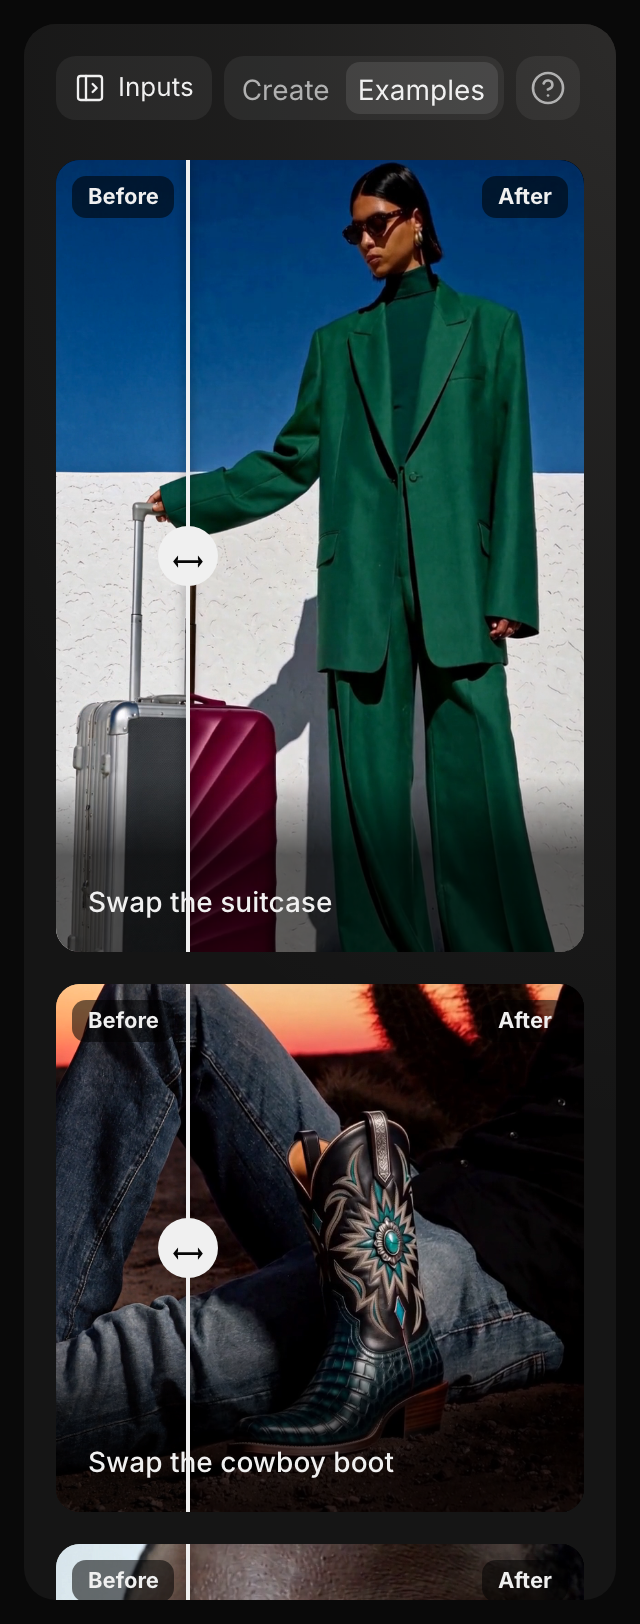 Inputs
Create
Examples
Before
After
Swap the suitcase
Before
After
Swap the cowboy boot
Before
After